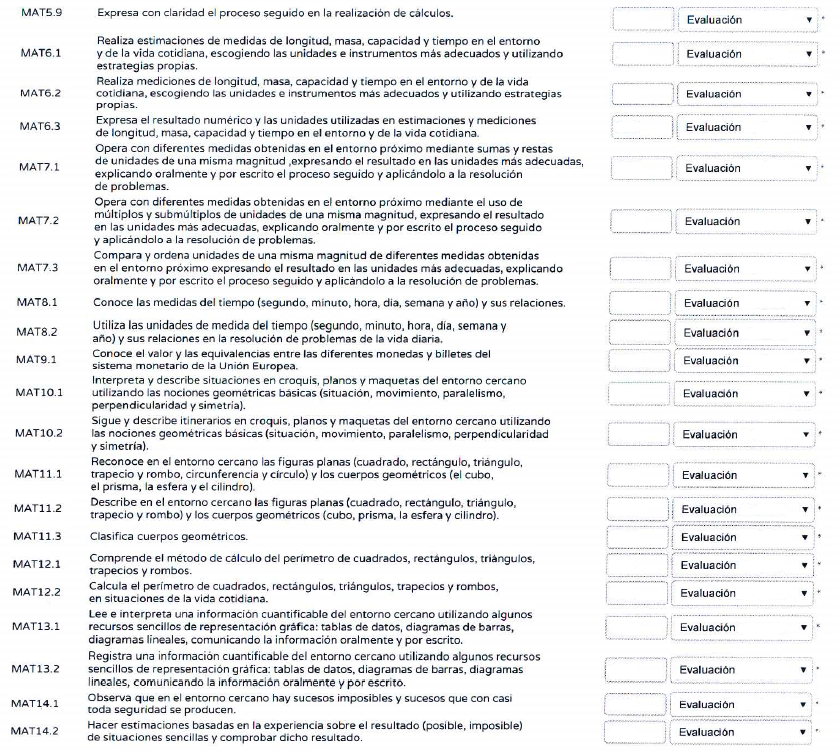 MAT5.9 Expresa con claridad el proceso seguido en la realización de cálculos. Evaluación *
MAT6.1 Realiza estimaciones de medidas de longitud, masa, capacidad y tiempo en el entorno
y de la vida cotidiana, escogiendo las unidades e instrumentos más adecuados y utilizando
estrategias propias. Evaluación *
MAT6.2 Realiza mediciones de longitud, masa, capacidad y tiempo en el entorno y de la vida
cotidiana, escogiendo las unidades e instrumentos más adecuados y utilizando estrategias
propias. Evaluación *
MAT6.3 Expresa el resultado numérico y las unidades utilizadas en estimaciones y mediciones
de longitud, masa, capacidad y tiempo en el entorno y de la vida cotidiana. Evaluación *
MAT7.1 Opera con diferentes medidas obtenidas en el entorno próximo mediante sumas y restas
de unidades de una misma magnitud ,expresando el resultado en las unidades más adecuadas,
explicando oralmente y por escrito el proceso seguido y aplicándolo a la resolución
de problemas. Evaluación *
MAT7.2 Opera con diferentes medidas obtenidas en el entorno próximo mediante el uso de
múltiplos y submúltiplos de unidades de una misma magnitud, expresando el resultado
en las unidades más adecuadas, explicando oralmente y por escrito el proceso seguido
y aplicándolo a la resolución de problemas. Evaluación *
MAT7.3 Compara y ordena unidades de una misma magnitud de diferentes medidas obtenidas
en el entorno próximo expresando el resultado en las unidades más adecuadas, explicando
oralmente y por escrito el proceso seguido y aplicándolo a la resolución de problemas. Evaluación *
MAT8.1 Conoce las medidas del tiempo (segundo, minuto, hora, día, semana y año) y sus relaciones. Evaluación *
MAT8.2 Utiliza las unidades de medida del tiempo (segundo, minuto, hora, día, semana y
año) y sus relaciones en la resolución de problemas de la vida diaria. Evaluación *
MAT9.1 Conoce el valor y las equivalencias entre las diferentes monedas y billetes del
sistema monetario de la Unión Europea. Evaluación *
MAT10.1 Interpreta y describe situaciones en croquis, planos y maquetas del entorno cercano
utilizando las nociones geométricas básicas (situación, movimiento, paralelismo,
perpendicularidad y simetría). Evaluación *
MAT10.2 Sigue y describe itinerarios en croquis, planos y maquetas del entorno cercano utilizando
las nociones geométricas básicas (situación, movimiento, paralelismo, perpendicularidad
y simetría). Evaluación *
MAT11.1 Reconoce en el entorno cercano las figuras planas (cuadrado, rectángulo, triángulo,
trapecio y rombo, circunferencia y círculo) y los cuerpos geométricos (el cubo,
el prisma, la esfera y el cilindro). Evaluación *
MAT11.2 Describe en el entorno cercano las figuras planas (cuadrado, rectángulo, triángulo,
trapecio y rombo) y los cuerpos geométricos (cubo, prisma, la esfera y cilindro). Evaluación *
MAT11.3 Clasifica cuerpos geométricos. Evaluación *
MAT12.1 Comprende el método de cálculo del perímetro de cuadrados, rectángulos, triángulos,
trapecios y rombos. Evaluación *
MAT12.2 Calcula el perímetro de cuadrados, rectángulos, triángulos, trapecios y rombos,
en situaciones de la vida cotidiana. Evaluación *
MAT13.1 Lee e interpreta una información cuantificable del entorno cercano utilizando algunos
recursos sencillos de representación gráfica: tablas de datos, diagramas de barras,
diagramas lineales, comunicando la información oralmente y por escrito. Evaluación *
MAT13.2 Registra una información cuantificable del entorno cercano utilizando algunos recursos
sencillos de representación gráfica: tablas de datos, diagramas de barras, diagramas
lineales, comunicando la información oralmente y por escrito. Evaluación *
MAT14.1 Observa que en el entorno cercano hay sucesos imposibles y sucesos que con casi
toda seguridad se producen. Evaluación *
MAT14.2 Hacer estimaciones basadas en la experiencia sobre el resultado (posible, imposible)
de situaciones sencillas y comprobar dicho resultado. Evaluación *